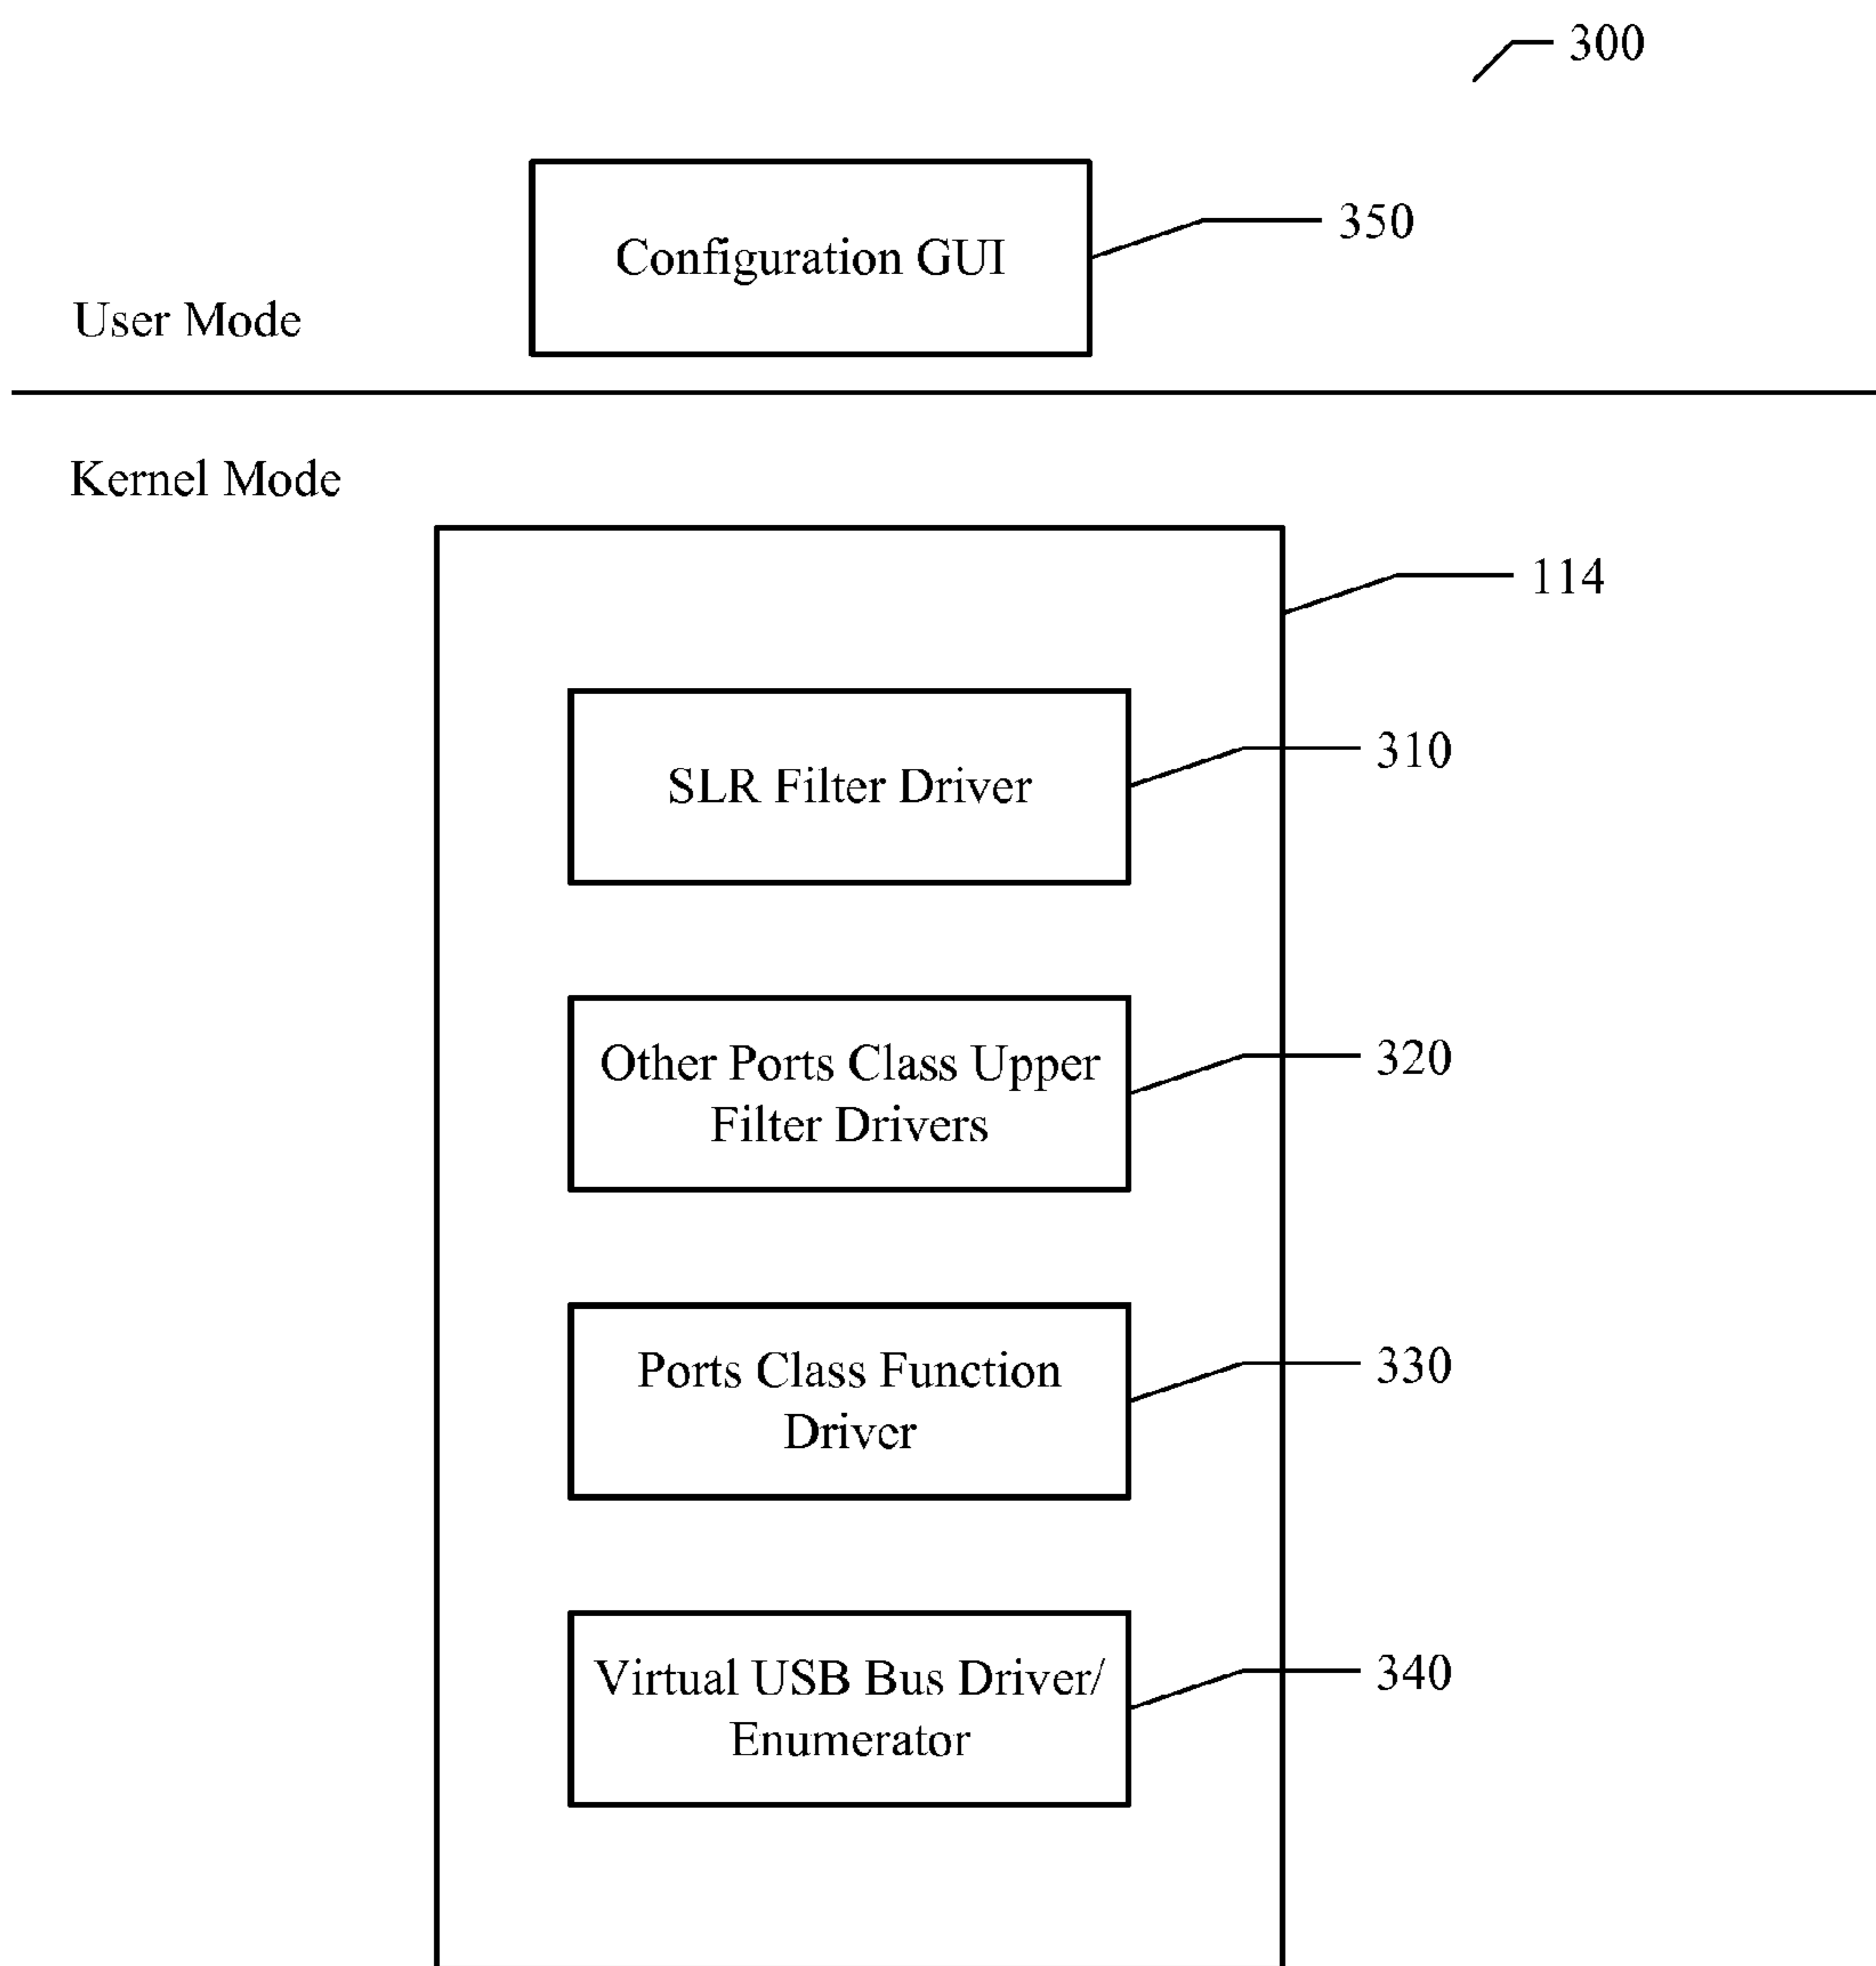 300
Configuration GUI
350
User Mode
Kernel Mode
114
SLR Filter Driver
310
Other Ports Class Upper
Filter Drivers
320
Ports Class Function
Driver
330
Virtual USB Bus Driver/
Enumerator
340